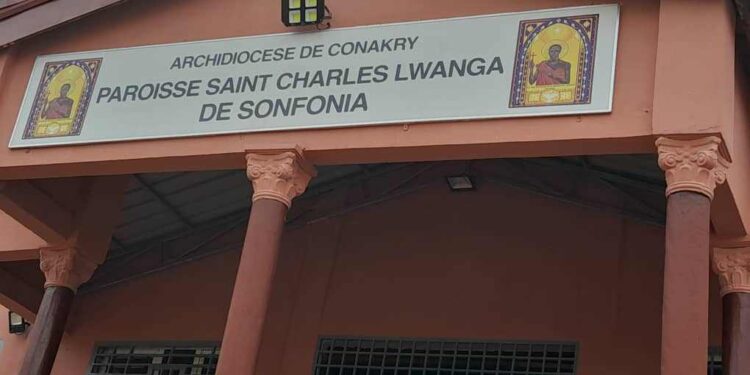 ARCHIDIOCESE DE CONAKRY
PAROISSE SAINT CHARLES LWANGA
DE SONFONIA